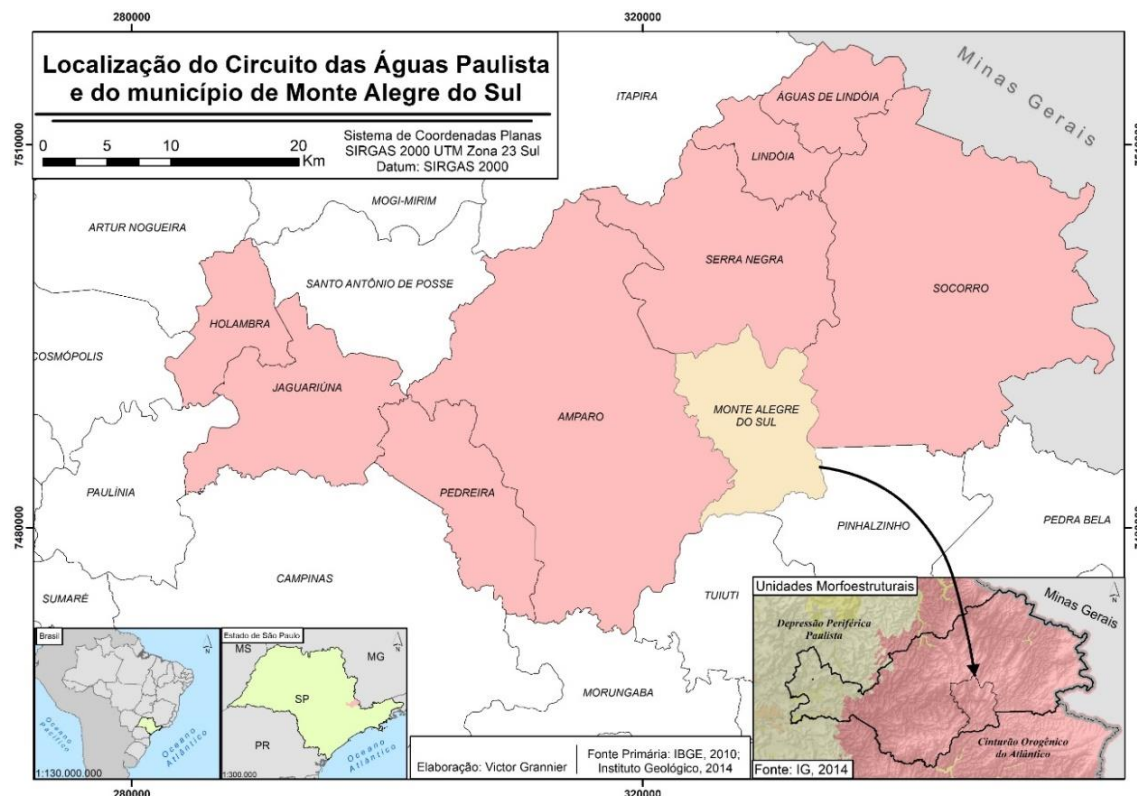 280000
320000
Localização do Circuito das Águas Paulista
e do município de Monte Alegre do Sul
0 5 10 20
Km
Sistema de Coordenadas Planas
SIRGAS 2000 UTM Zona 23 Sul
Datum: SIRGAS 2000
7510000
7510000
Minas Gerais
ITAPIRA
ÁGUAS DE LINDÓIA
LINDÓIA
MOGI-MIRIM
ARTUR NOGUEIRA
SANTO ANTÔNIO DE POSSE
SERRA NEGRA
SOCORRO
HOLAMBRA
COSMÓPOLIS
JAGUARIÚNA
AMPARO
MONTE ALEGRE
DO SUL
PAULÍNIA
PEDREIRA
7480000
7480000
PINHALZINHO
PEDRA BELA
CAMPINAS
SUMARÉ
TUIUTI
MORUNGABA
Brasil
N
Oceano
Pacífico
Oceano
Atlântico
1:130.000.000
Estado de São Paulo
N
MS
MG
SP
PR
Oceano
Atlântico
Elaboração: Victor Grannier
Fonte Primária: IBGE, 2010;
Instituto Geológico, 2014
Unidades Morfoestruturais
Minas Gerais
N
Depressão Periférica
Paulista
Cinturão Orogênico
do Atlântico
Fonte: IG, 2014
280000
320000